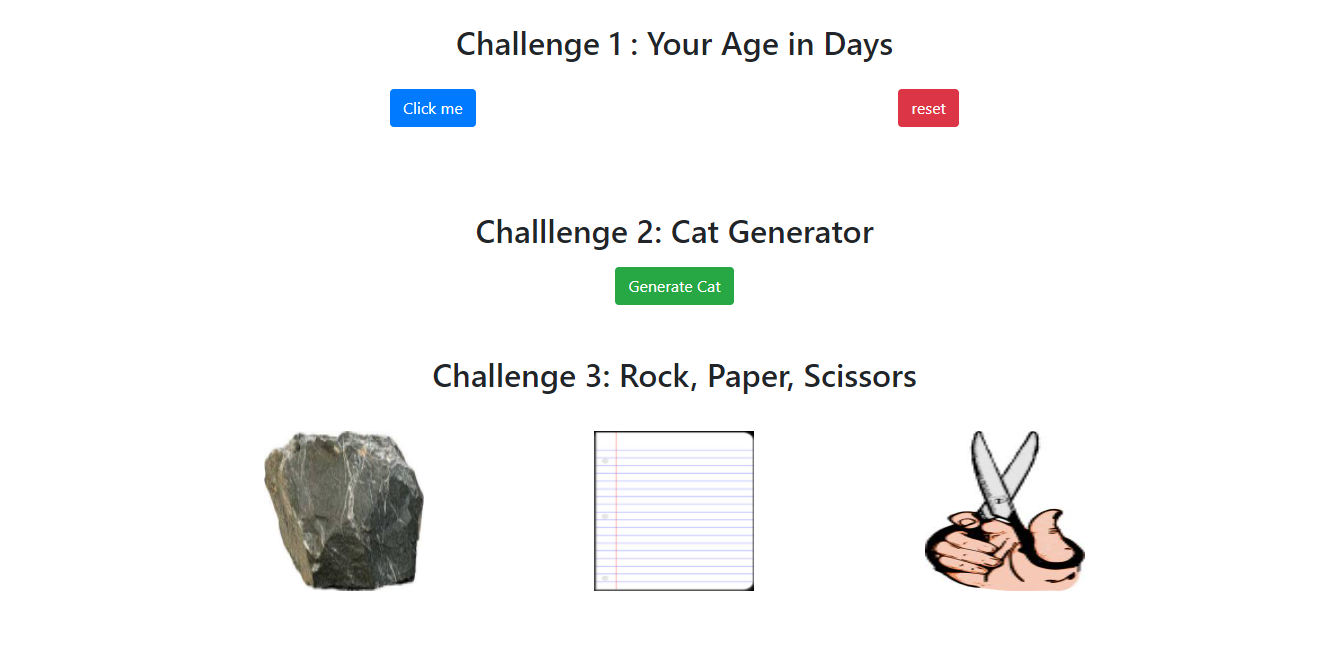 Challenge 1 : Your Age in Days
Click me reset
Challlenge 2: Cat Generator
Generate Cat
Challenge 3: Rock, Paper, Scissors